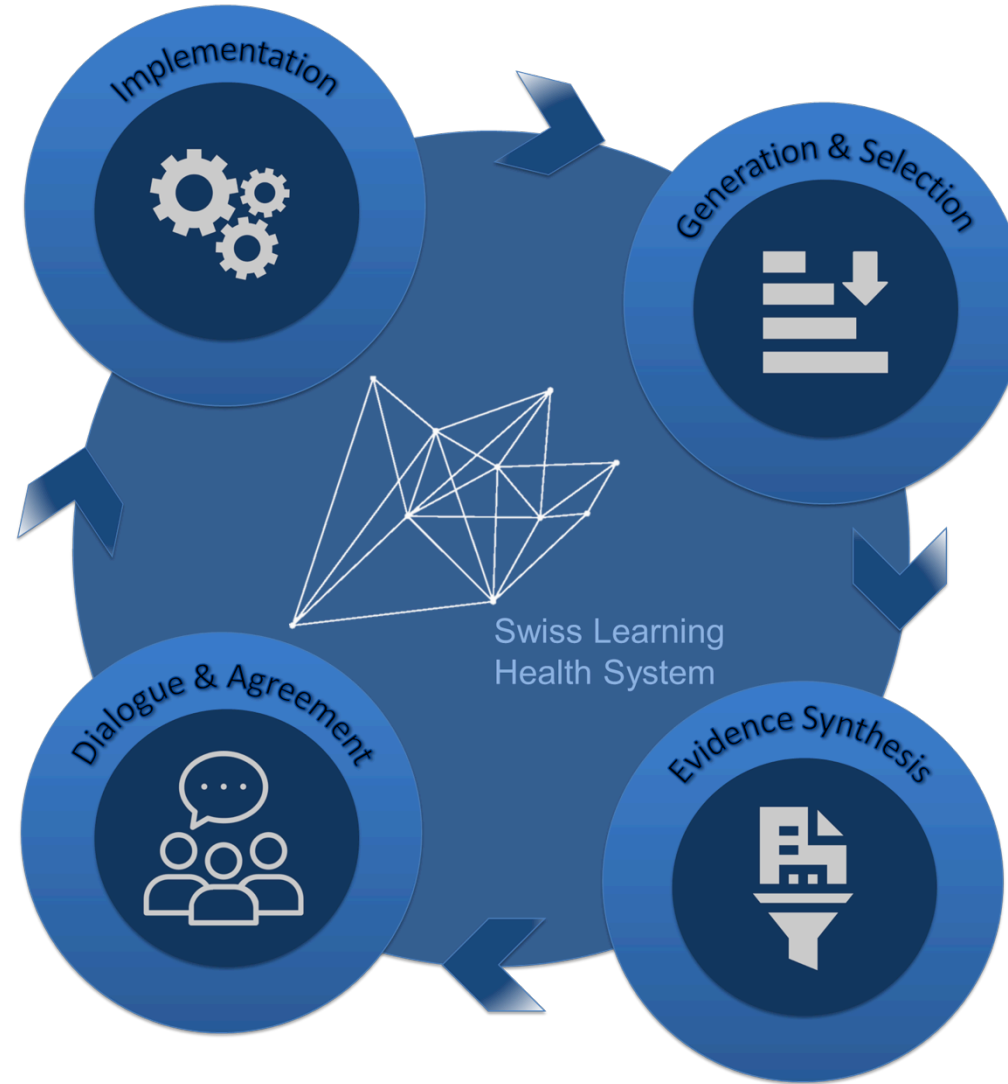 Implementation
Generation & Selection
Swiss Learning
Health System
Dialogue & Agreement
Evidence Synthesis